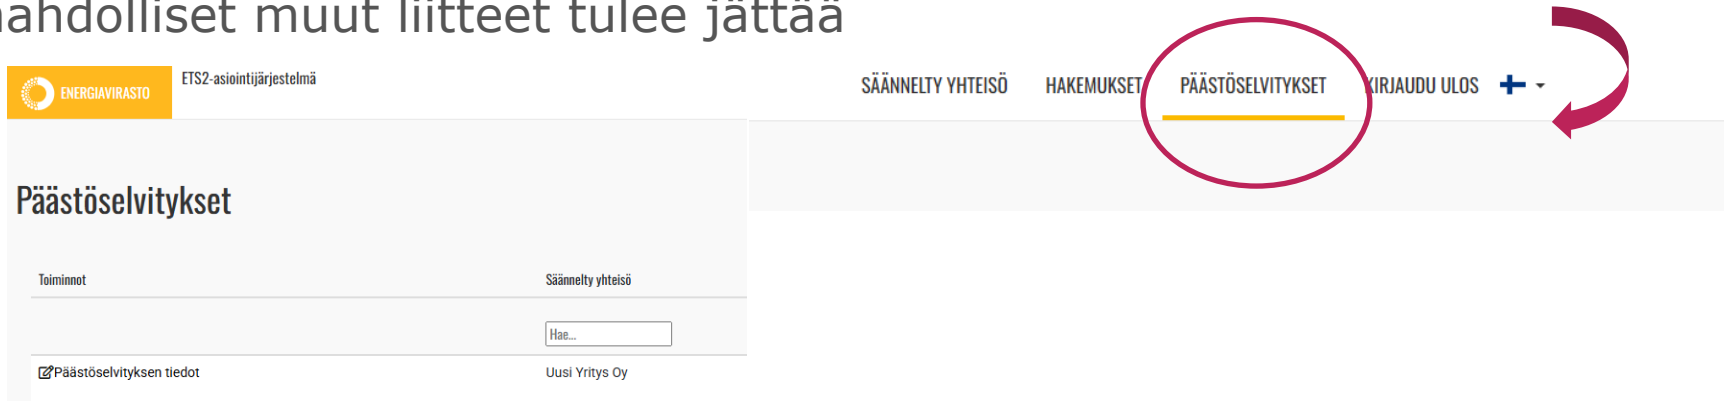 mahdolliset muut liitteet tulee jättää
ENERGIAVIRASTO
ETS2-asiointijärjestelmä
SÄÄNNELTY YHTEISÖ HAKEMUKSET PÄÄSTÖSELVITYKSET KIRJAUDU ULOS
Päästöselvitykset
Toiminnot Säännelty yhteisö
Hae...
Päästöselvityksen tiedot Uusi Yritys Oy